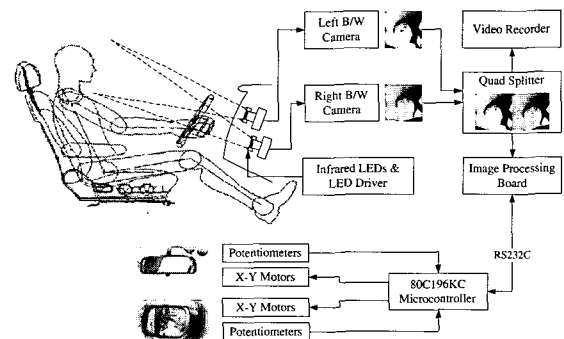 Left B/W
Camera
Video Recorder
Quad Splitter
Right B/W
Camera
Infrared LEDs &
LED Driver
Image Processing
Board
RS232C
Potentiometers
X-Y Motors
80C196KC
Microcontroller
X-Y Motors
Potentiometers